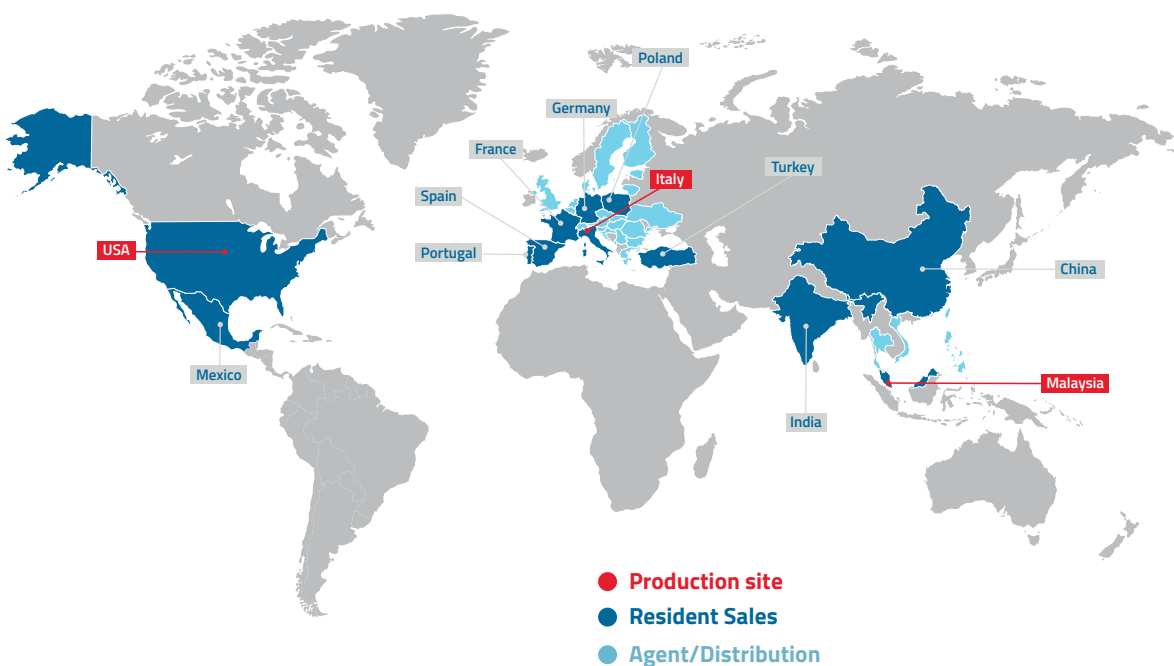 Poland
Germany
France
Italy
Turkey
Spain
USA
Portugal
China
Mexico
Malaysia
India
Production site
Resident Sales
Agent/Distribution